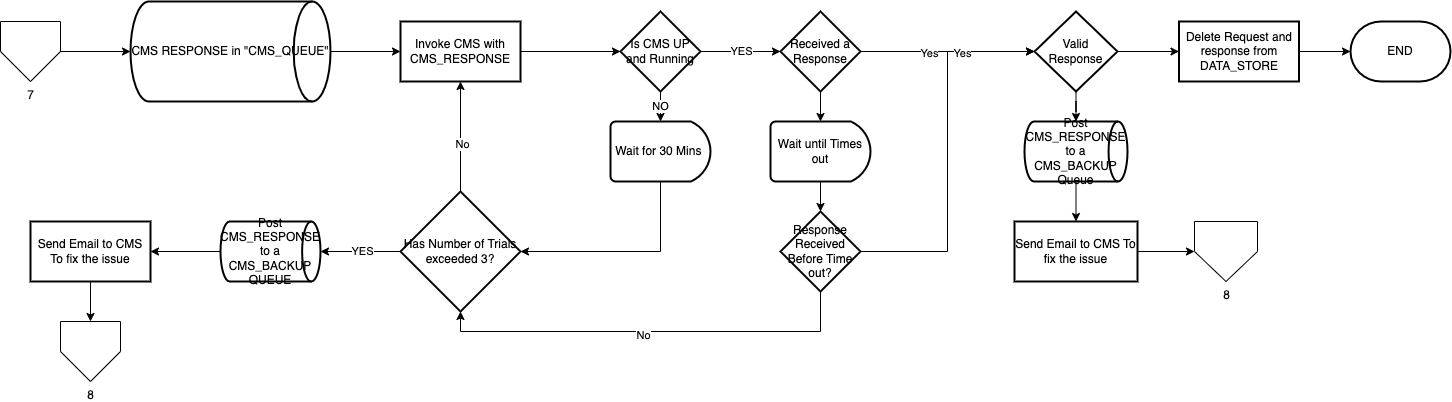 7
CMS RESPONSE in "CMS_QUEUE"
Invoke CMS with
CMS_RESPONSE
Is CMS UP
and Running
YES
NO
Received a
Response
Yes
Yes
Valid
Response
Delete Request and
response from
DATA_STORE
END
No
Wait for 30 Mins
Wait until Times
out
Post
CMS_RESPONSE
to a
CMS_BACKUP
Queue
Send Email to CMS
To fix the issue
Post
CMS_RESPONSE
to a
CMS_BACKUP
QUEUE
YES
Has Number of Trials
exceeded 3?
Response
Received
Before Time
out?
Send Email to CMS To
fix the issue
8
No
8